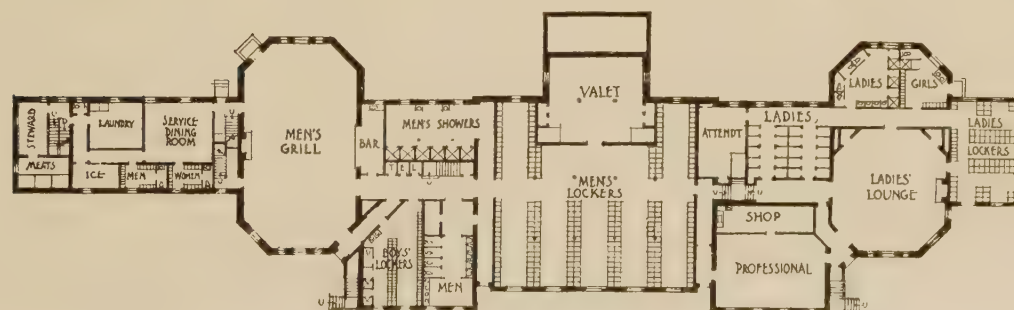 STEWARD
MEATS
LAUNDRY
ICE
SERVICE
DINING
ROOM
MEN
WOMEN
MEN'S
GRILL
BAR
MEN'S SHOWERS
TEL
BOYS'
LOCKERS
MEN
VALET
"MENS"
LOCKERS
ATTENDT
LADIES
SHOP
PROFESSIONAL
LADIES
GIRLS
LADIES'
LOUNGE
LADIES
LOCKERS